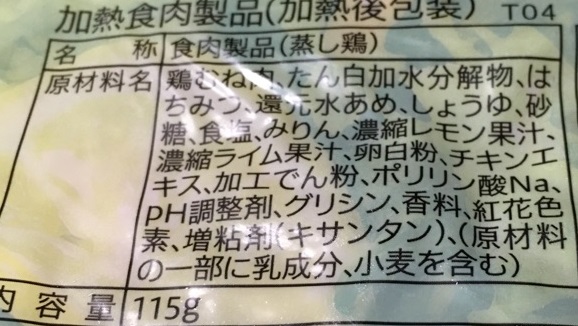 加熱食肉製品(加熱後包装) T04
名 称 食肉製品(蒸し鶏)
原材料名 鶏むね肉、たん白加水分解物、は
ちみつ、還元水あめ、しょうゆ、砂
糖、食塩、みりん、濃縮レモン果汁、
濃縮ライム果汁、卵白粉、チキンエ
キス、加工でん粉、ポリリン酸Na、
pH調整剤、グリシン、香料、紅花色
素、増粘剤(キサンタン)、(原材料
の一部に乳成分、小麦を含む)
内 容 量 115g